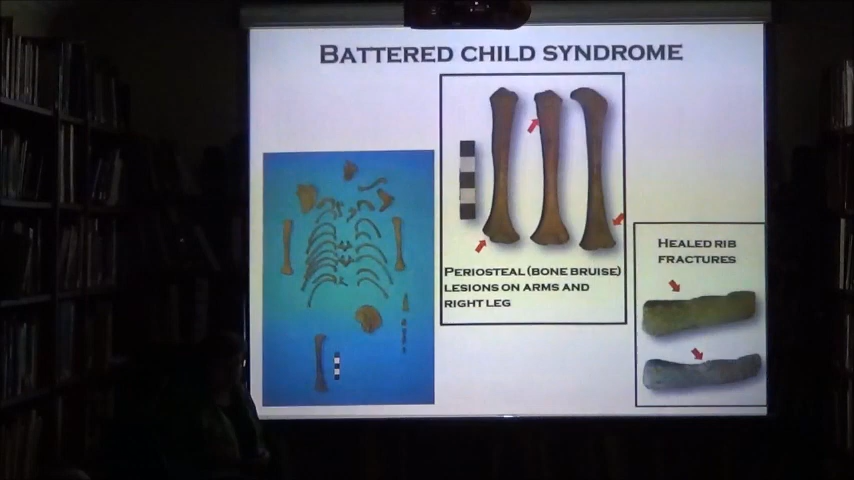 BATTERED CHILD SYNDROME
PERIOSTEAL (BONE BRUISE)
LESIONS ON ARMS AND
RIGHT LEG
HEALED RIB
FRACTURES